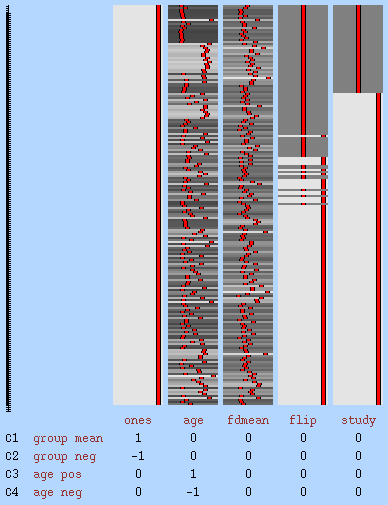 ones age fdmean flip study
C1 group mean 1 0 0 0 0
C2 group neg -1 0 0 0 0
C3 age pos 0 1 0 0 0
C4 age neg 0 -1 0 0 0